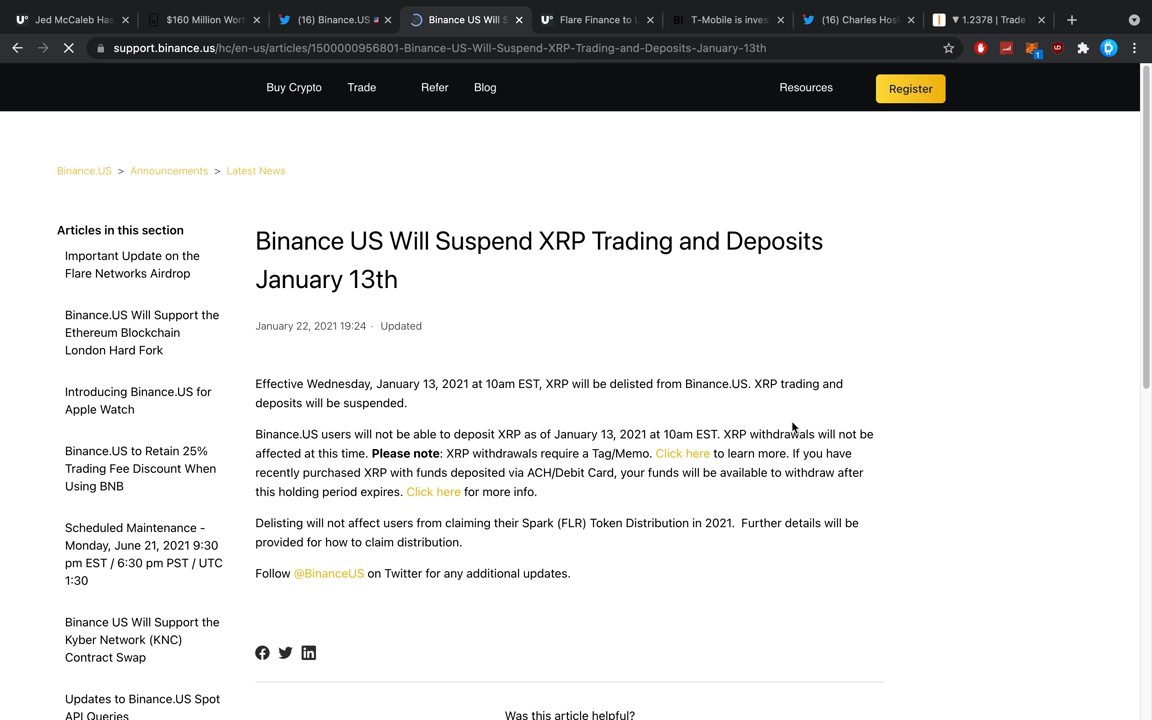 Jed McCaleb Has
$160 Million Wor
(16) Binance.US
Binance US Will S
Flare Finance to L
T-Mobile is inves
(16) Charles Hos
▼ 1.2378 | Trade
support.binance.us/hc/en-us/articles/1500000956801-Binance-US-Will-Suspend-XRP-Trading-and-Deposits-January-13th
Buy Crypto
Trade
Refer
Blog
Resources
Register
Binance.US > Announcements > Latest News
Articles in this section
Important Update on the
Flare Networks Airdrop
Binance.US Will Support the
Ethereum Blockchain
London Hard Fork
Introducing Binance.US for
Apple Watch
Binance.US to Retain 25%
Trading Fee Discount When
Using BNB
Scheduled Maintenance -
Monday, June 21, 2021 9:30
pm EST / 6:30 pm PST / UTC
1:30
Binance US Will Support the
Kyber Network (KNC)
Contract Swap
Updates to Binance.US Spot
API Queries
Binance US Will Suspend XRP Trading and Deposits
January 13th
January 22, 2021 19:24 · Updated
Effective Wednesday, January 13, 2021 at 10am EST, XRP will be delisted from Binance.US. XRP trading and
deposits will be suspended.
Binance.US users will not be able to deposit XRP as of January 13, 2021 at 10am EST. XRP withdrawals will not be
affected at this time. Please note: XRP withdrawals require a Tag/Memo. Click here to learn more. If you have
recently purchased XRP with funds deposited via ACH/Debit Card, your funds will be available to withdraw after
this holding period expires. Click here for more info.
Delisting will not affect users from claiming their Spark (FLR) Token Distribution in 2021. Further details will be
provided for how to claim distribution.
Follow @BinanceUS on Twitter for any additional updates.
Was this article helpful?